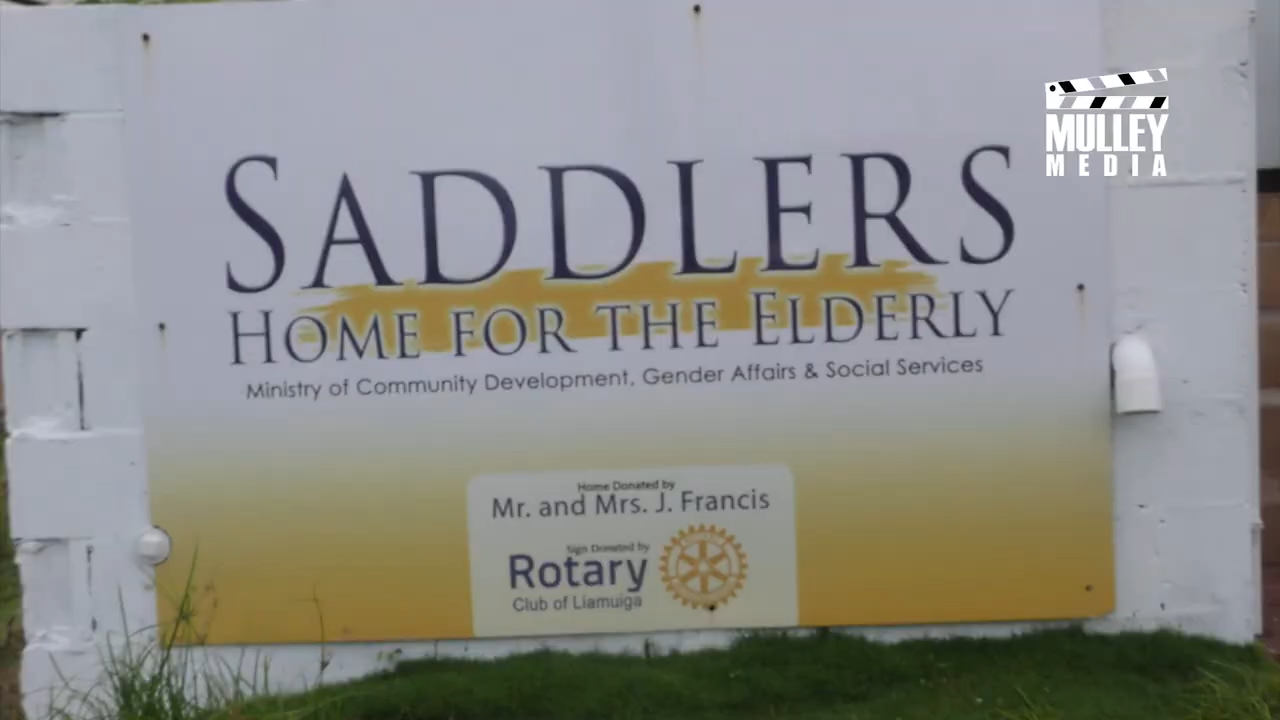 MULLEY
MEDIA
SADDLERS
HOME FOR THE ELDERLY
Ministry of Community Development, Gender Affairs & Social Services
Home Donated by
Mr. and Mrs. J. Francis
Sign Donated by
Rotary
Club of Liamuiga